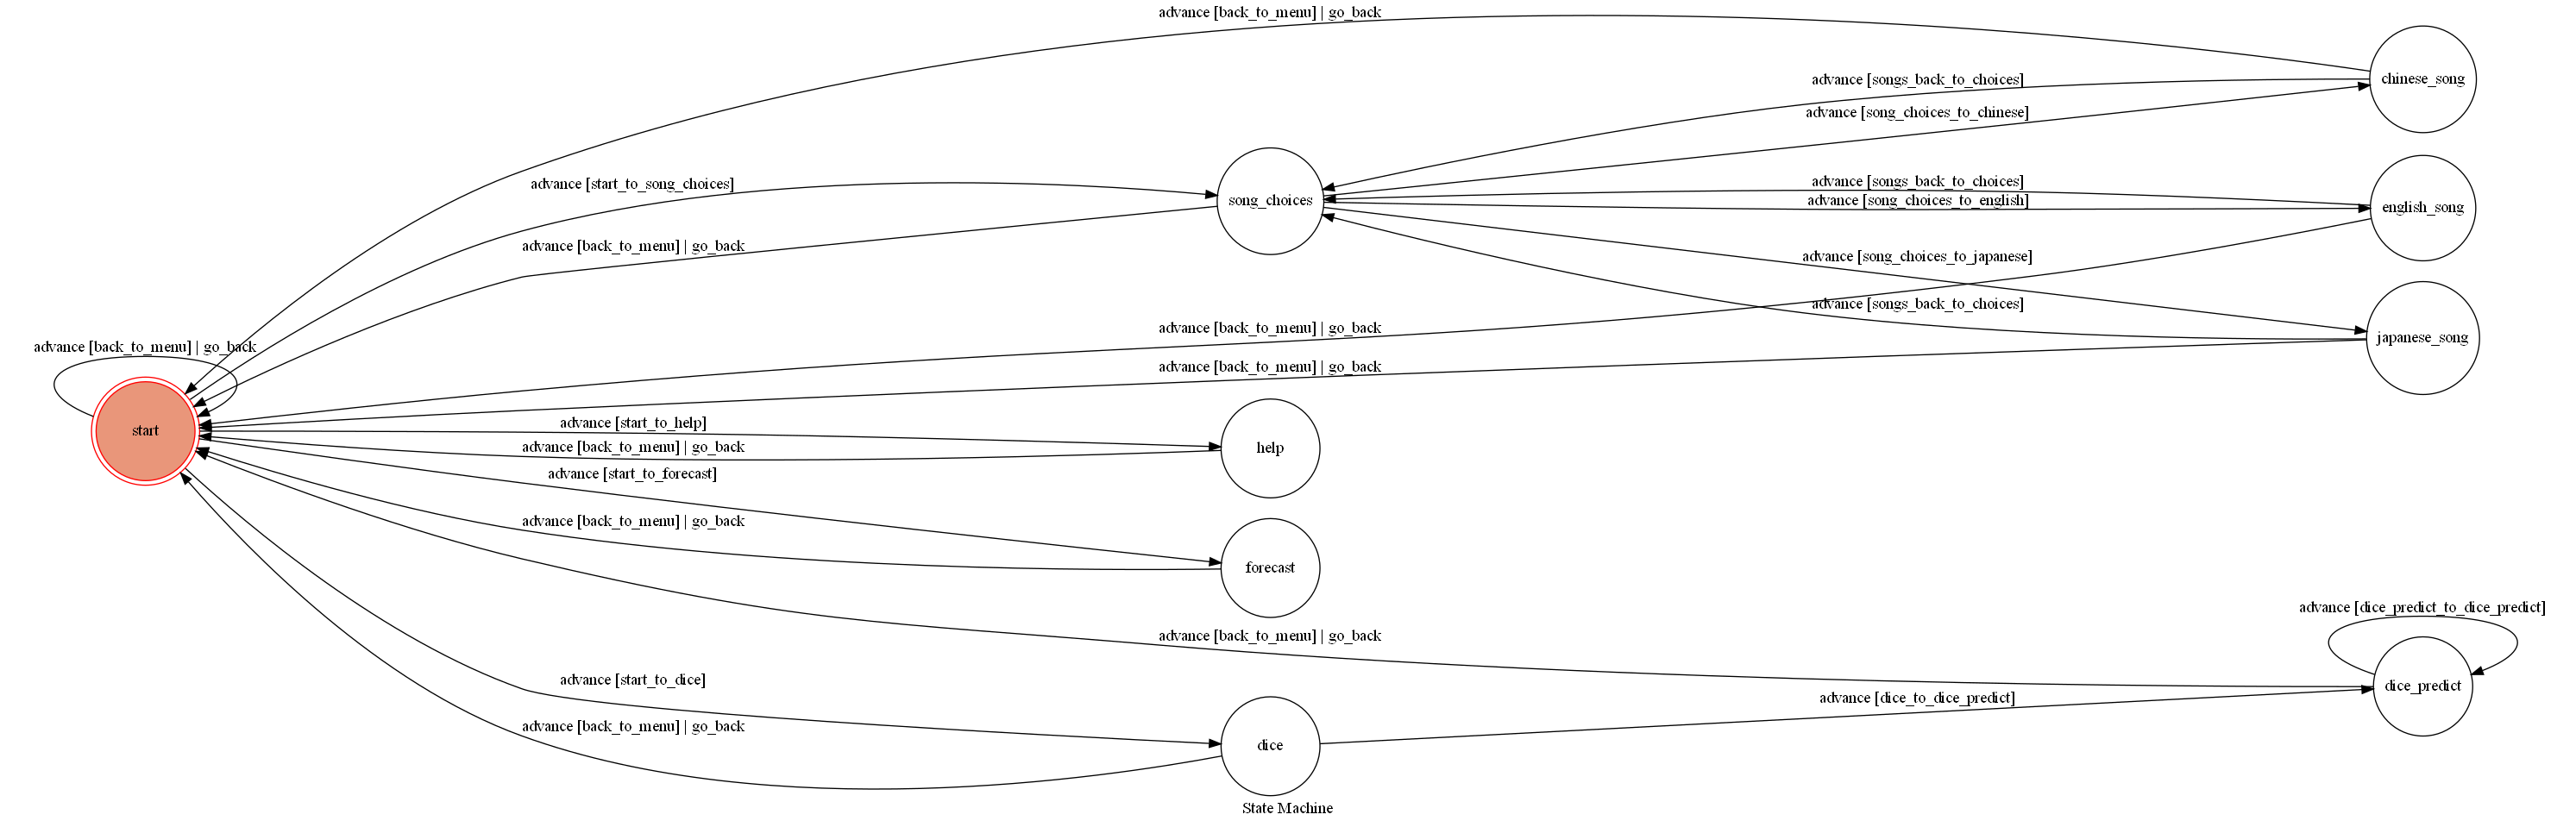 advance [back_to_menu] | go_back
chinese_song
advance [songs_back_to_choices]
advance [song_choices_to_chinese]
advance [start_to_song_choices]
advance [songs_back_to_choices]
song_choices
advance [song_choices_to_english]
english_song
advance [back_to_menu] | go_back
advance [song_choices_to_japanese]
advance [songs_back_to_choices]
advance [back_to_menu] | go_back
japanese_song
advance [back_to_menu] | go_back
advance [back_to_menu] | go_back
start
advance [start_to_help]
advance [back_to_menu] | go_back
help
advance [start_to_forecast]
advance [back_to_menu] | go_back
forecast
advance [dice_predict_to_dice_predict]
advance [back_to_menu] | go_back
advance [start_to_dice]
dice_predict
advance [dice_to_dice_predict]
advance [back_to_menu] | go_back
dice
State Machine